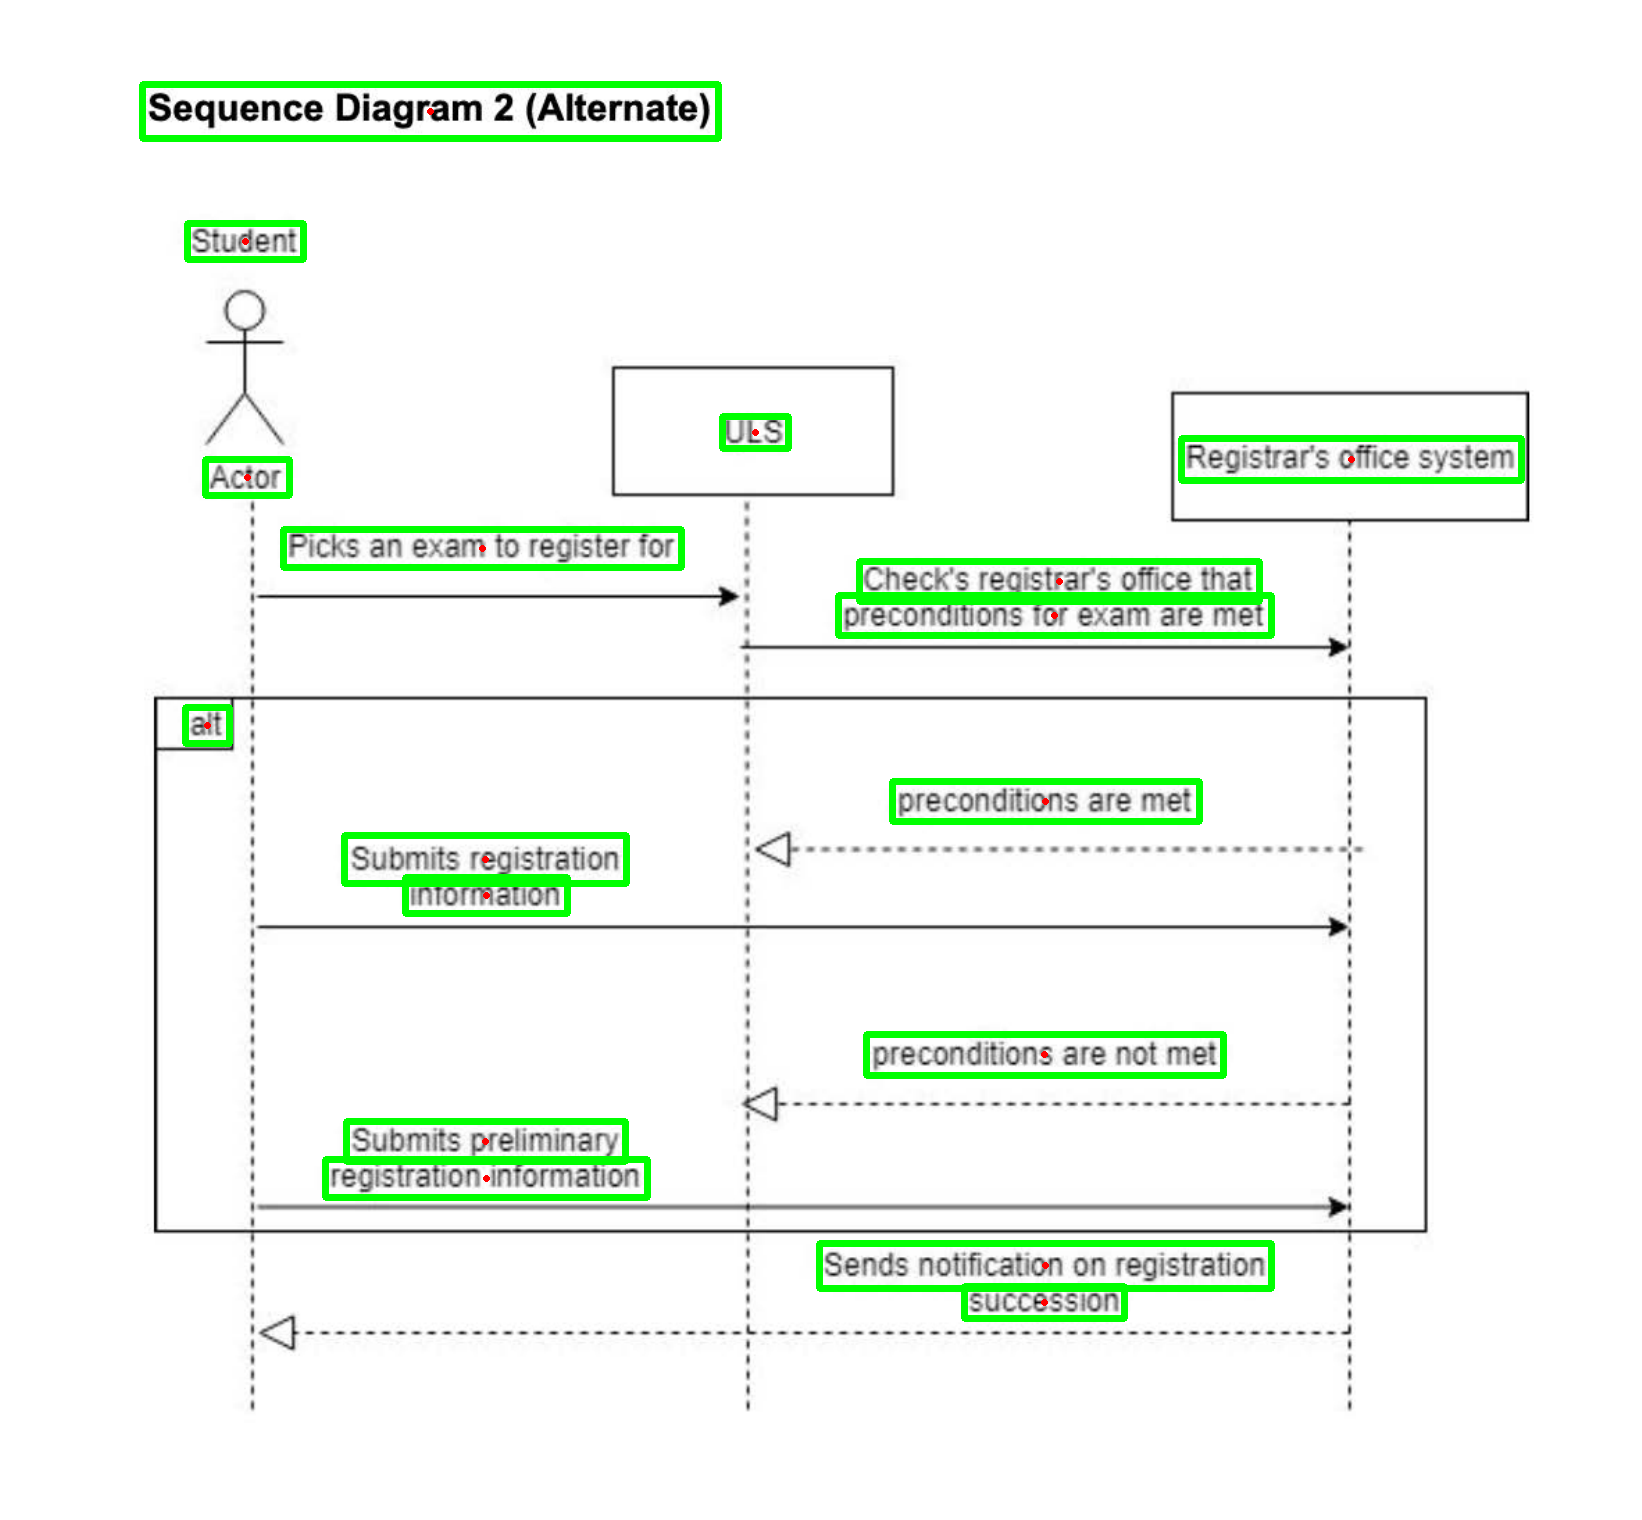 Sequence Diagram 2 (Alternate)
Student
Actor
ULS
Registrar's office system
Picks an exam to register for
Check's registrar's office that
preconditions for exam are met
alt
preconditions are met
Submits registration
information
preconditions are not met
Submits preliminary
registration information
Sends notification on registration
succession